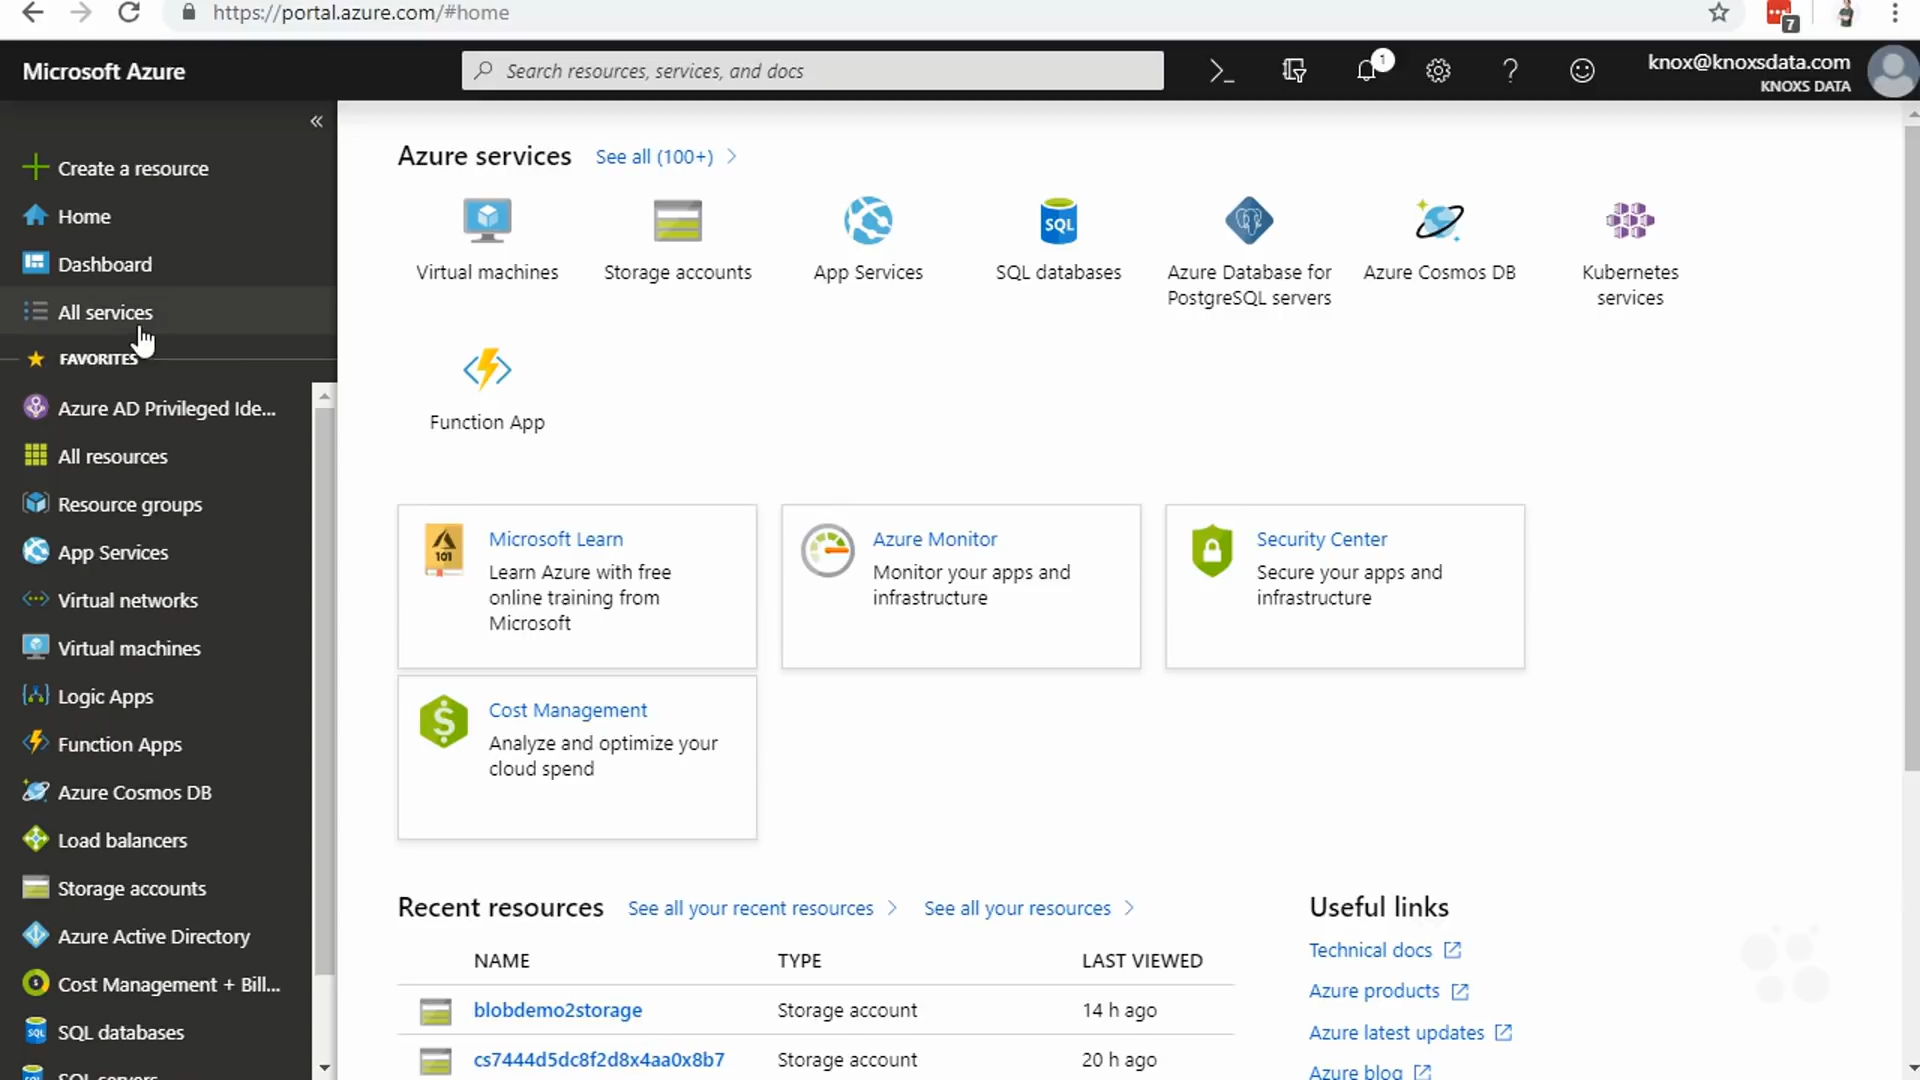 https://portal.azure.com/#home
7
Microsoft Azure
Search resources, services, and docs
1
knox@knoxsdata.com
KNOXS DATA
Create a resource
Home
Dashboard
All services
FAVORITES
Azure AD Privileged Ide...
All resources
Resource groups
App Services
Virtual networks
Virtual machines
Logic Apps
Function Apps
Azure Cosmos DB
Load balancers
Storage accounts
Azure Active Directory
Cost Management + Bill...
SQL databases
SQL servers
Azure services
See all (100+)
SQL
Virtual machines
Storage accounts
App Services
SQL databases
Azure Database for
PostgreSQL servers
Azure Cosmos DB
Kubernetes
services
Function App
101
Microsoft Learn
Learn Azure with free
online training from
Microsoft
Azure Monitor
Monitor your apps and
infrastructure
Security Center
Secure your apps and
infrastructure
Cost Management
Analyze and optimize your
cloud spend
Recent resources
See all your recent resources
See all your resources
NAME TYPE LAST VIEWED
blobdemo2storage Storage account 14 h ago
cs7444d5dc8f2d8x4aa0x8b7 Storage account 20 h ago
Useful links
Technical docs
Azure products
Azure latest updates
Azure blog